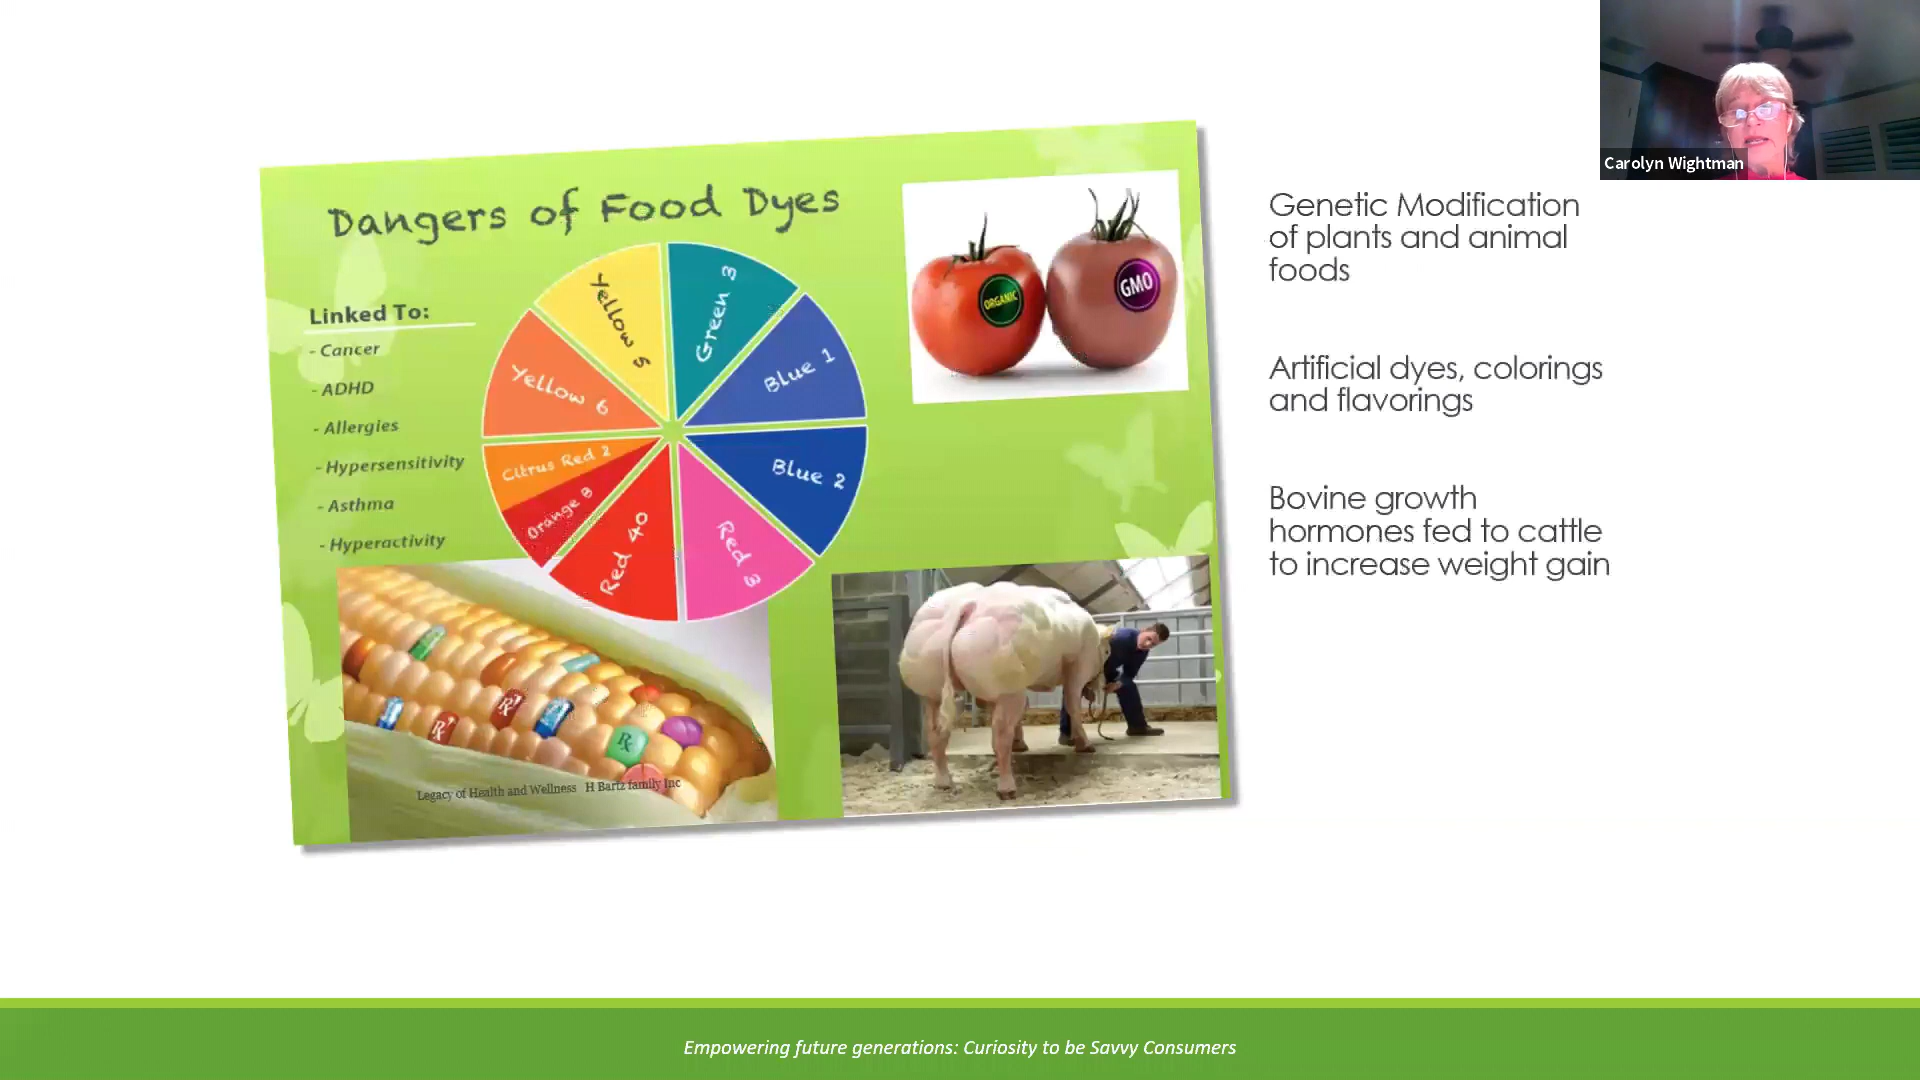 Carolyn Wightman
Dangers of Food Dyes
Linked To:
- Cancer
- ADHD
- Allergies
- Hypersensitivity
- Asthma
- Hyperactivity
Yellow 5
Green 3
Blue 1
Blue 2
Red 3
Red 40
Orange B
Citrus Red 2
Yellow 6
ORGANIC
GMO
Rx
Rx
Rx
Legacy of Health and Wellness H Bartz family Inc
Genetic Modification
of plants and animal
foods
Artificial dyes, colorings
and flavorings
Bovine growth
hormones fed to cattle
to increase weight gain
Empowering future generations: Curiosity to be Savvy Consumers